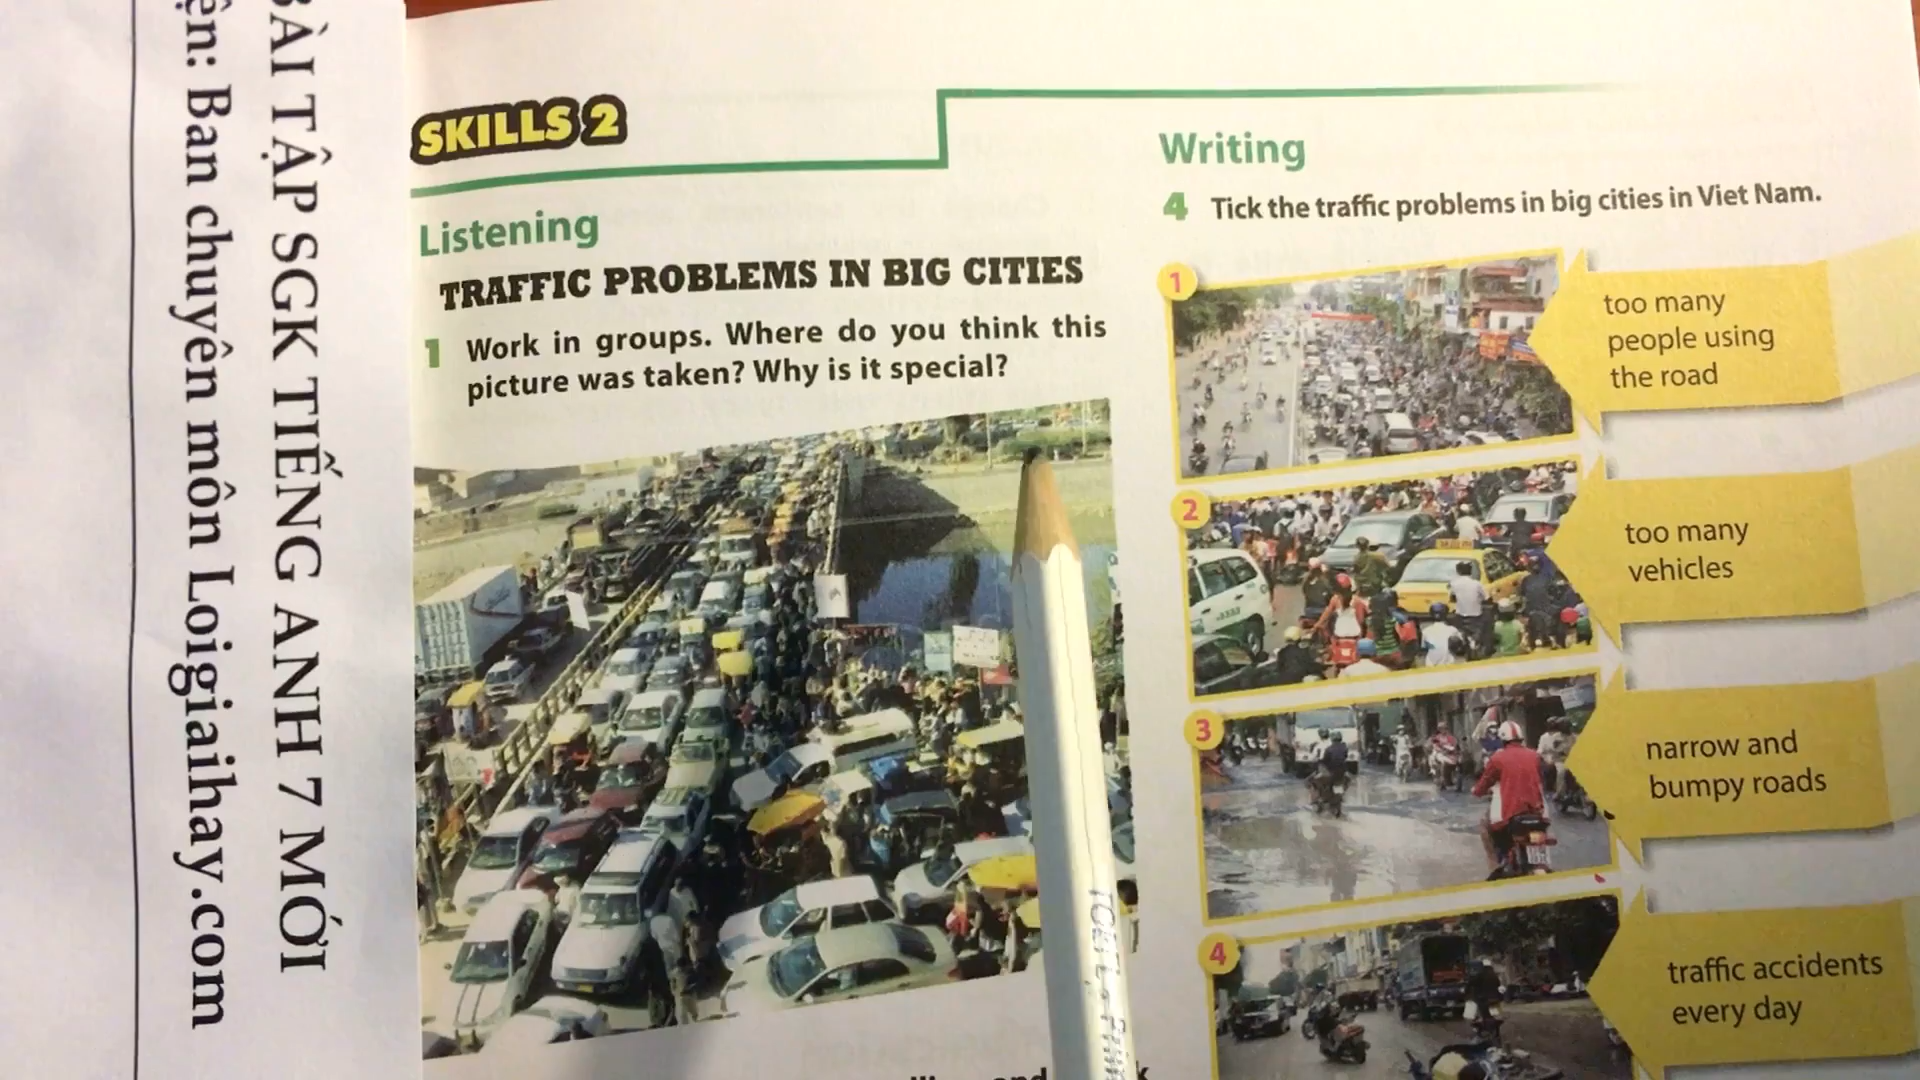 BÀI TẬP SGK TIẾNG ANH 7 MỚI
Ban chuyên môn Loigiaihay.com
SKILLS 2
Listening
TRAFFIC PROBLEMS IN BIG CITIES
1 Work in groups. Where do you think this
picture was taken? Why is it special?
Writing
4 Tick the traffic problems in big cities in Viet Nam.
1
too many
people using
the road
2
too many
vehicles
3
narrow and
bumpy roads
4
traffic accidents
every day